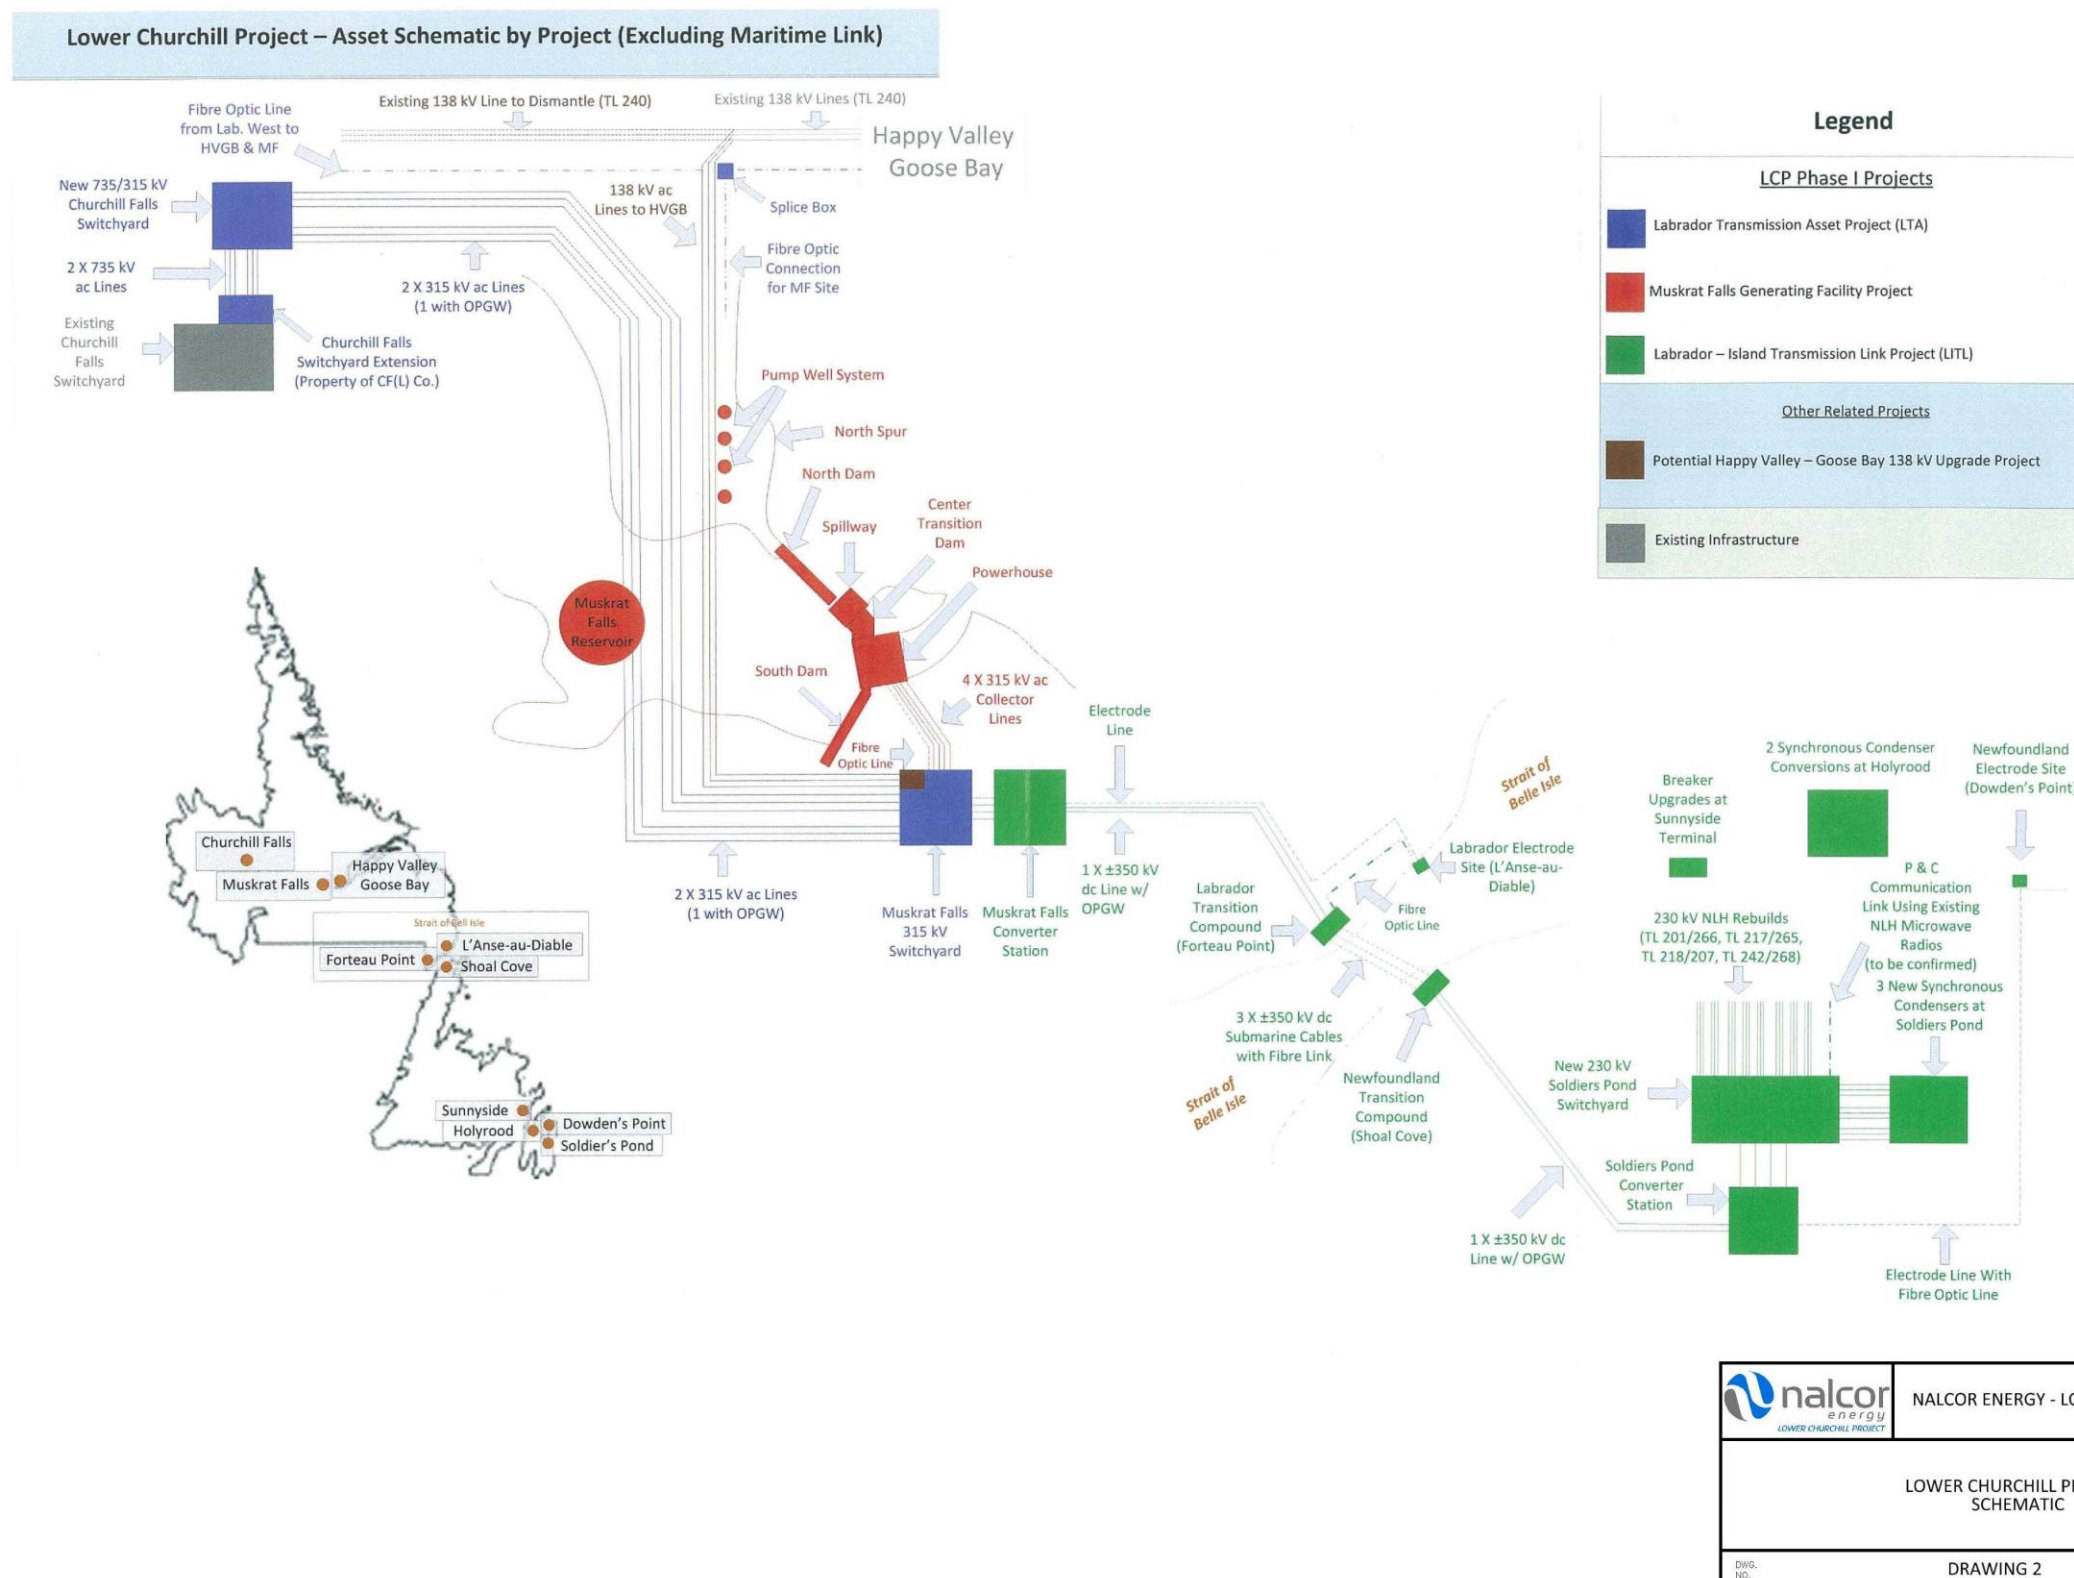 Lower Churchill Project – Asset Schematic by Project (Excluding Maritime Link)
Fibre Optic Line
from Lab. West to
HVGB & MF
Existing 138 kV Line to Dismantle (TL 240)
Existing 138 kV Lines (TL 240)
Happy Valley
Goose Bay
New 735/315 kV
Churchill Falls
Switchyard
138 kV ac
Lines to HVGB
Splice Box
2 X 735 kV
ac Lines
2 X 315 kV ac Lines
(1 with OPGW)
Fibre Optic
Connection
for MF Site
Existing
Churchill
Falls
Switchyard
Churchill Falls
Switchyard Extension
(Property of CF(L) Co.)
Pump Well System
North Spur
North Dam
Spillway
Center
Transition
Dam
Powerhouse
Muskrat
Falls
Reservoir
South Dam
4 X 315 kV ac
Collector
Lines
Fibre
Optic Line
Electrode
Line
2 X 315 kV ac Lines
(1 with OPGW)
Muskrat Falls
315 kV
Switchyard
Muskrat Falls
Converter
Station
1 X ±350 kV
dc Line w/
OPGW
Labrador
Transition
Compound
(Forteau Point)
Strait of
Belle Isle
Labrador Electrode
Site (L'Anse-au-
Diable)
Fibre
Optic Line
3 X ±350 kV dc
Submarine Cables
with Fibre Link
Strait of
Belle Isle
Newfoundland
Transition
Compound
(Shoal Cove)
1 X ±350 kV dc
Line w/ OPGW
Breaker
Upgrades at
Sunnyside
Terminal
2 Synchronous Condenser
Conversions at Holyrood
Newfoundland
Electrode Site
(Dowden's Point)
230 kV NLH Rebuilds
(TL 201/266, TL 217/265,
TL 218/207, TL 242/268)
P & C
Communication
Link Using Existing
NLH Microwave
Radios
(to be confirmed)
3 New Synchronous
Condensers at
Soldiers Pond
New 230 kV
Soldiers Pond
Switchyard
Soldiers Pond
Converter
Station
Electrode Line With
Fibre Optic Line
Churchill Falls
Muskrat Falls
Happy Valley
Goose Bay
Strait of Bell Isle
L'Anse-au-Diable
Forteau Point
Shoal Cove
Sunnyside
Holyrood
Dowden's Point
Soldier's Pond
Legend
LCP Phase I Projects
Labrador Transmission Asset Project (LTA)
Muskrat Falls Generating Facility Project
Labrador – Island Transmission Link Project (LITL)
Other Related Projects
Potential Happy Valley – Goose Bay 138 kV Upgrade Project
Existing Infrastructure
nalcor
energy
LOWER CHURCHILL PROJECT
NALCOR ENERGY -
LOWER CHURCHILL
SCHEMATIC
DWG.
NO.
DRAWING 2